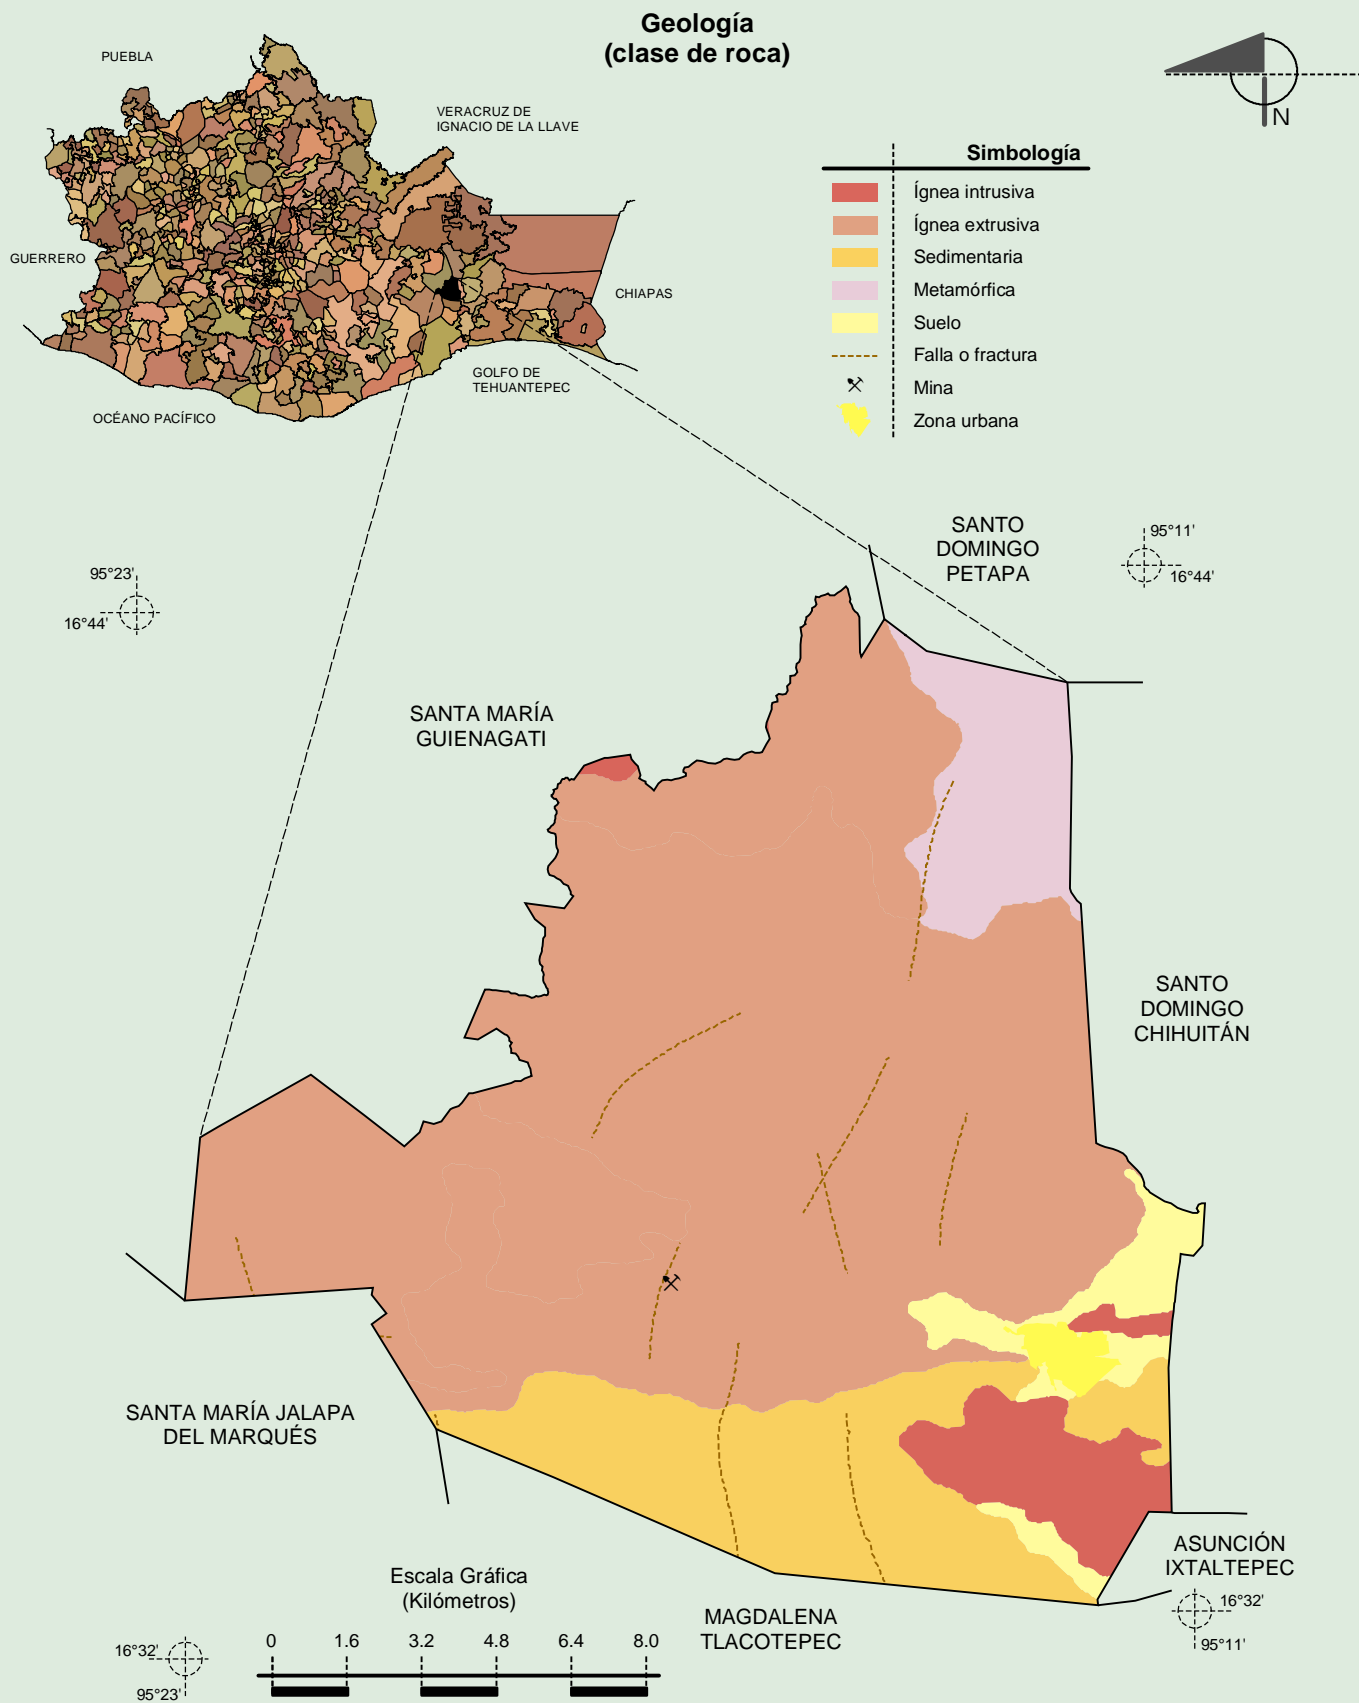 Geología
(clase de roca)
PUEBLA
VERACRUZ DE
IGNACIO DE LA LLAVE
GUERRERO
CHIAPAS
GOLFO DE
TEHUANTEPEC
OCÉANO PACÍFICO
N
Simbología
Ígnea intrusiva
Ígnea extrusiva
Sedimentaria
Metamórfica
Suelo
Falla o fractura
Mina
Zona urbana
SANTO
DOMINGO
PETAPA
95°11'
16°44'
95°23'
16°44'
SANTA MARÍA
GUIENAGATI
SANTO
DOMINGO
CHIHUITÁN
SANTA MARÍA JALAPA
DEL MARQUÉS
ASUNCIÓN
IXTALTEPEC
16°32'
95°11'
MAGDALENA
TLACOTEPEC
Escala Gráfica
(Kilómetros)
0 1.6 3.2 4.8 6.4 8.0
16°32'
95°23'